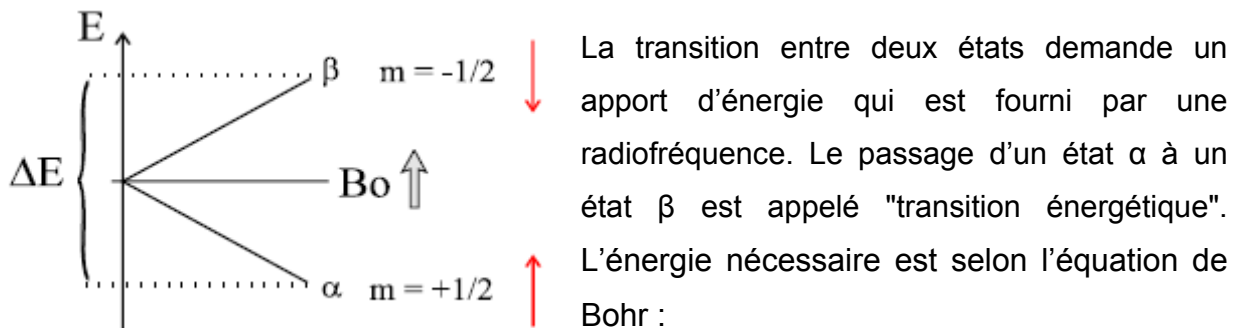 E
β m = -1/2
ΔE
Bo
α m = +1/2
La transition entre deux états demande un
apport d’énergie qui est fourni par une
radiofréquence. Le passage d’un état α à un
état β est appelé "transition énergétique".
L’énergie nécessaire est selon l’équation de
Bohr :